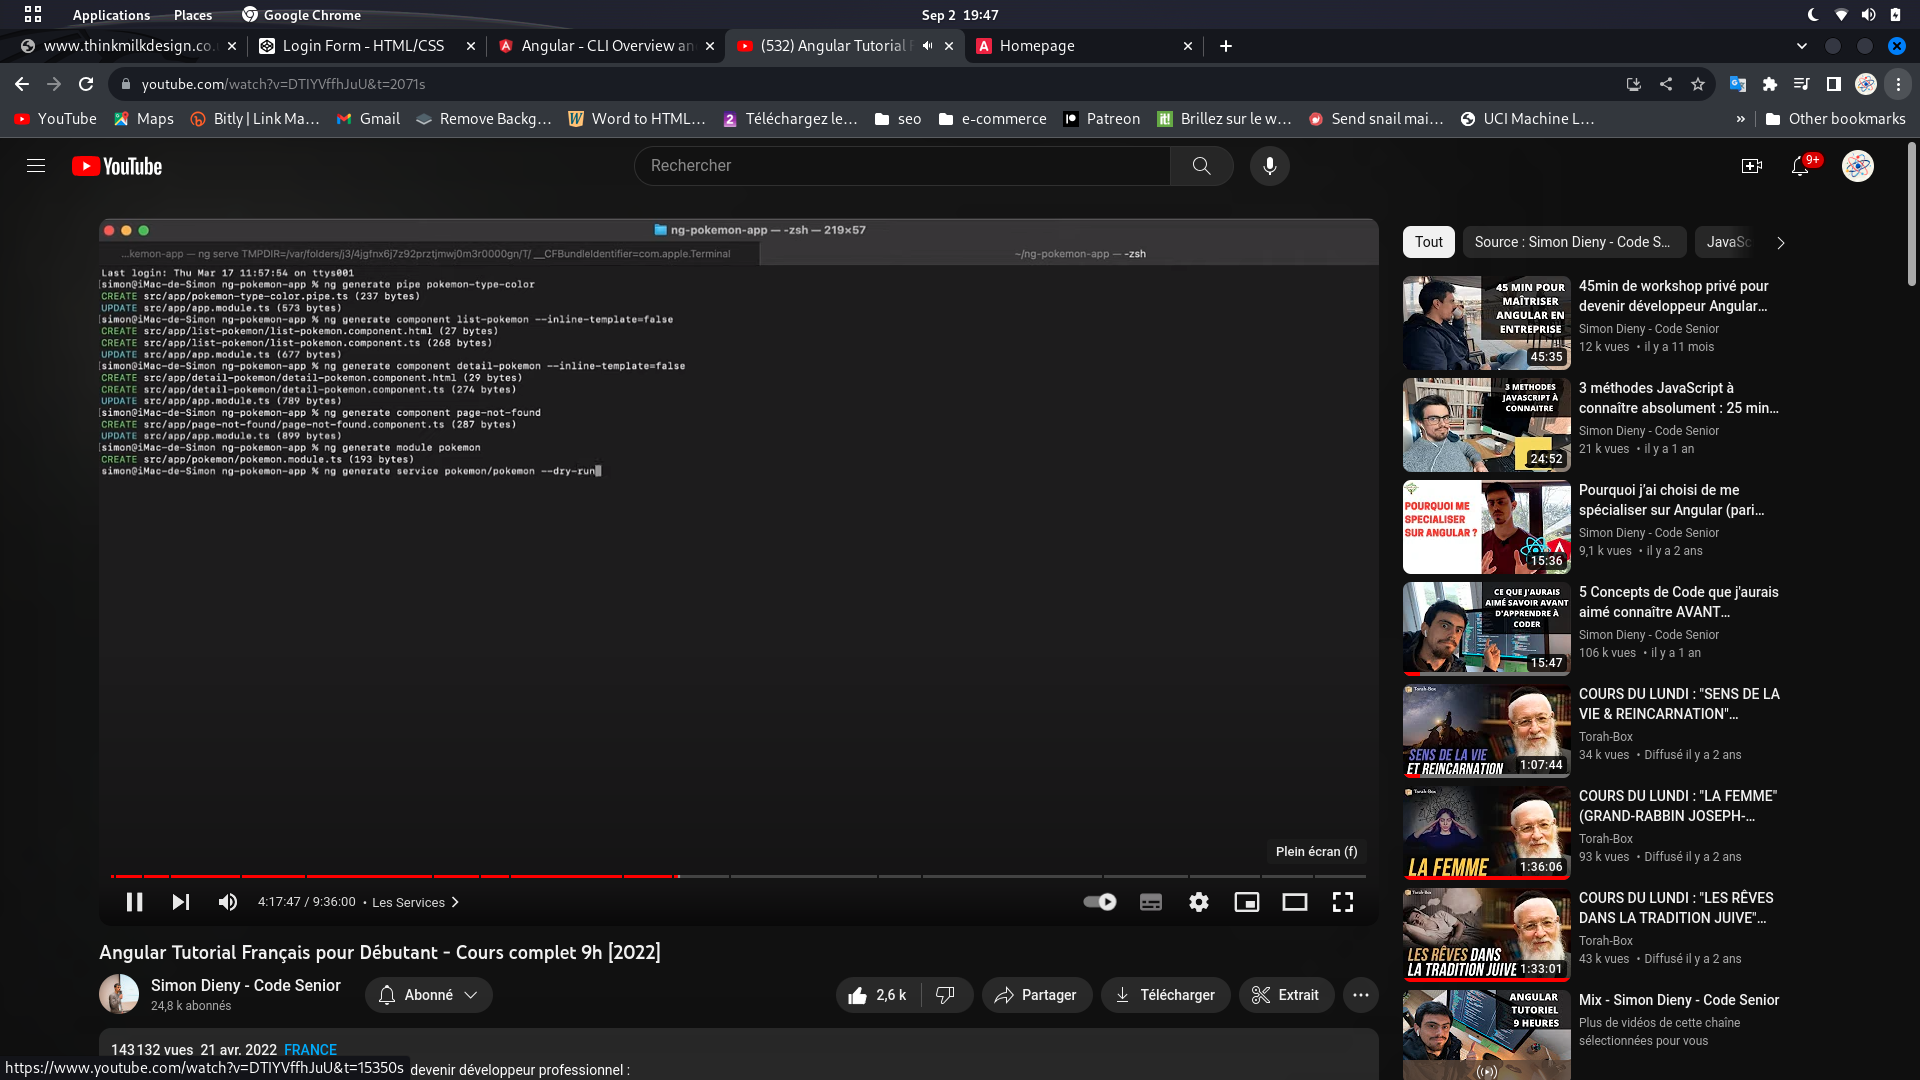 Applications Places Google Chrome
Sep 2 19:47
www.thinkmilkdesign.co.
Login Form - HTML/CSS
Angular - CLI Overview an
(532) Angular Tutorial F
Homepage
youtube.com/watch?v=DTIYVffhJuU&t=2071s
YouTube
Maps
Bitly | Link Ma...
Gmail
Remove Backg...
Word to HTML...
Téléchargez le...
seo
e-commerce
Patreon
Brillez sur le w...
Send snail mai...
UCI Machine L...
»
Other bookmarks
YouTube
Rechercher
9+
ng-pokemon-app — -zsh — 219×57
...kemon-app — ng serve TMPDIR=/var/folders/j3/4jgfnx6j7z92prztjmwj0m3r0000gn/T/ __CFBundleIdentifier=com.apple.Terminal
~/ng-pokemon-app — -zsh
Last login: Thu Mar 17 11:57:54 on ttys001
[simon@iMac-de-Simon ng-pokemon-app % ng generate pipe pokemon-type-color
CREATE src/app/pokemon-type-color.pipe.ts (237 bytes)
UPDATE src/app/app.module.ts (573 bytes)
[simon@iMac-de-Simon ng-pokemon-app % ng generate component list-pokemon --inline-template=false
CREATE src/app/list-pokemon/list-pokemon.component.html (27 bytes)
CREATE src/app/list-pokemon/list-pokemon.component.ts (268 bytes)
UPDATE src/app/app.module.ts (677 bytes)
[simon@iMac-de-Simon ng-pokemon-app % ng generate component detail-pokemon --inline-template=false
CREATE src/app/detail-pokemon/detail-pokemon.component.html (29 bytes)
CREATE src/app/detail-pokemon/detail-pokemon.component.ts (274 bytes)
UPDATE src/app/app.module.ts (789 bytes)
[simon@iMac-de-Simon ng-pokemon-app % ng generate component page-not-found
CREATE src/app/page-not-found/page-not-found.component.ts (287 bytes)
UPDATE src/app/app.module.ts (899 bytes)
[simon@iMac-de-Simon ng-pokemon-app % ng generate module pokemon
CREATE src/app/pokemon/pokemon.module.ts (193 bytes)
simon@iMac-de-Simon ng-pokemon-app % ng generate service pokemon/pokemon --dry-run
Plein écran (f)
4:17:47 / 9:36:00 • Les Services
Angular Tutorial Français pour Débutant - Cours complet 9h [2022]
Simon Dieny - Code Senior
24,8 k abonnés
Abonné
2,6 k
Partager
Télécharger
Extrait
143 132 vues 21 avr. 2022 FRANCE
devenir développeur professionnel :
https://www.youtube.com/watch?v=DTIYVffhJuU&t=15350s
Tout
Source : Simon Dieny - Code S...
JavaSc
45 MIN POUR
MAÎTRISER
ANGULAR EN
ENTREPRISE
45:35
45min de workshop privé pour
devenir développeur Angular...
Simon Dieny - Code Senior
12 k vues • il y a 11 mois
3 METHODES
JAVASCRIPT À
CONNAITRE
24:52
3 méthodes JavaScript à
connaître absolument : 25 min...
Simon Dieny - Code Senior
21 k vues • il y a 1 an
POURQUOI ME
SPECIALISER
SUR ANGULAR ?
15:36
Pourquoi j'ai choisi de me
spécialiser sur Angular (pari...
Simon Dieny - Code Senior
9,1 k vues • il y a 2 ans
CE QUE J'AURAIS
AIMÉ SAVOIR AVANT
D'APPRENDRE À
CODER
15:47
5 Concepts de Code que j'aurais
aimé connaître AVANT...
Simon Dieny - Code Senior
106 k vues • il y a 1 an
Torah-Box
SENS DE LA VIE
ET REINCARNATION
1:07:44
COURS DU LUNDI : "SENS DE LA
VIE & REINCARNATION"...
Torah-Box
34 k vues • Diffusé il y a 2 ans
Torah-Box
LA FEMME
1:36:06
COURS DU LUNDI : "LA FEMME"
(GRAND-RABBIN JOSEPH-...
Torah-Box
93 k vues • Diffusé il y a 2 ans
Torah-Box
LES RÊVES DANS
LA TRADITION JUIVE
1:33:01
COURS DU LUNDI : "LES RÊVES
DANS LA TRADITION JUIVE"...
Torah-Box
43 k vues • Diffusé il y a 2 ans
ANGULAR
TUTORIEL
9 HEURES
Mix - Simon Dieny - Code Senior
Plus de vidéos de cette chaîne
sélectionnées pour vous